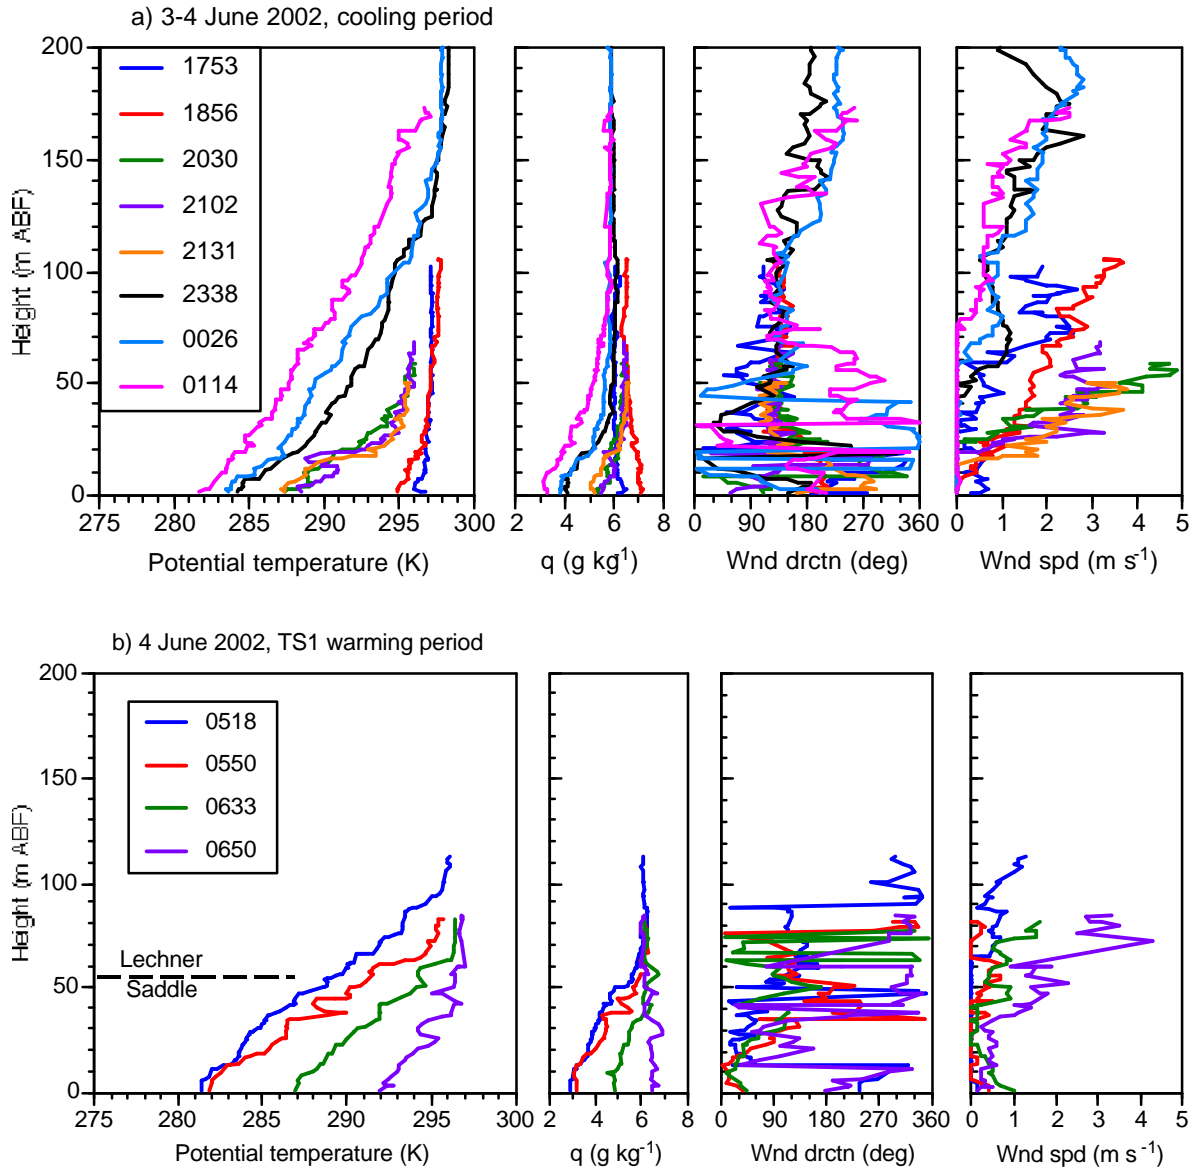 a) 3-4 June 2002, cooling period
200
150
100
50
0
Height (m ABF)
1753
1856
2030
2102
2131
2338
0026
0114
275 280 285 290 295 300
2 4 6 8
0 90 180 270 360
0 1 2 3 4 5
Potential temperature (K)
q (g kg-1)
Wnd drctn (deg)
Wnd spd (m s-1)
b) 4 June 2002, TS1 warming period
200
150
100
50
0
Height (m ABF)
0518
0550
0633
0650
Lechner
Saddle
275 280 285 290 295 300
2 4 6 8
0 90 180 270 360
0 1 2 3 4 5
Potential temperature (K)
q (g kg-1)
Wnd drctn (deg)
Wnd spd (m s-1)